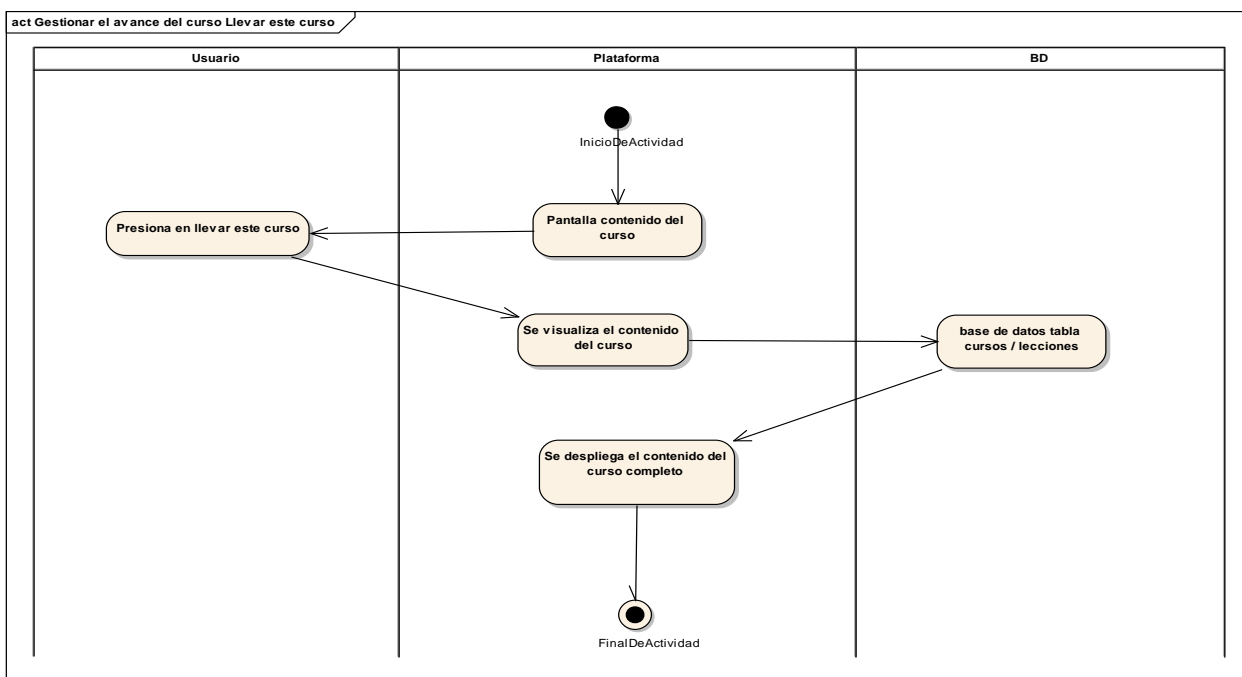 act Gestionar el avance del curso Llevar este curso
Usuario
Plataforma
BD
InicioDeActividad
Pantalla contenido del
curso
Presiona en llevar este curso
Se visualiza el contenido
del curso
base de datos tabla
cursos / lecciones
Se despliega el contenido del
curso completo
FinalDeActividad